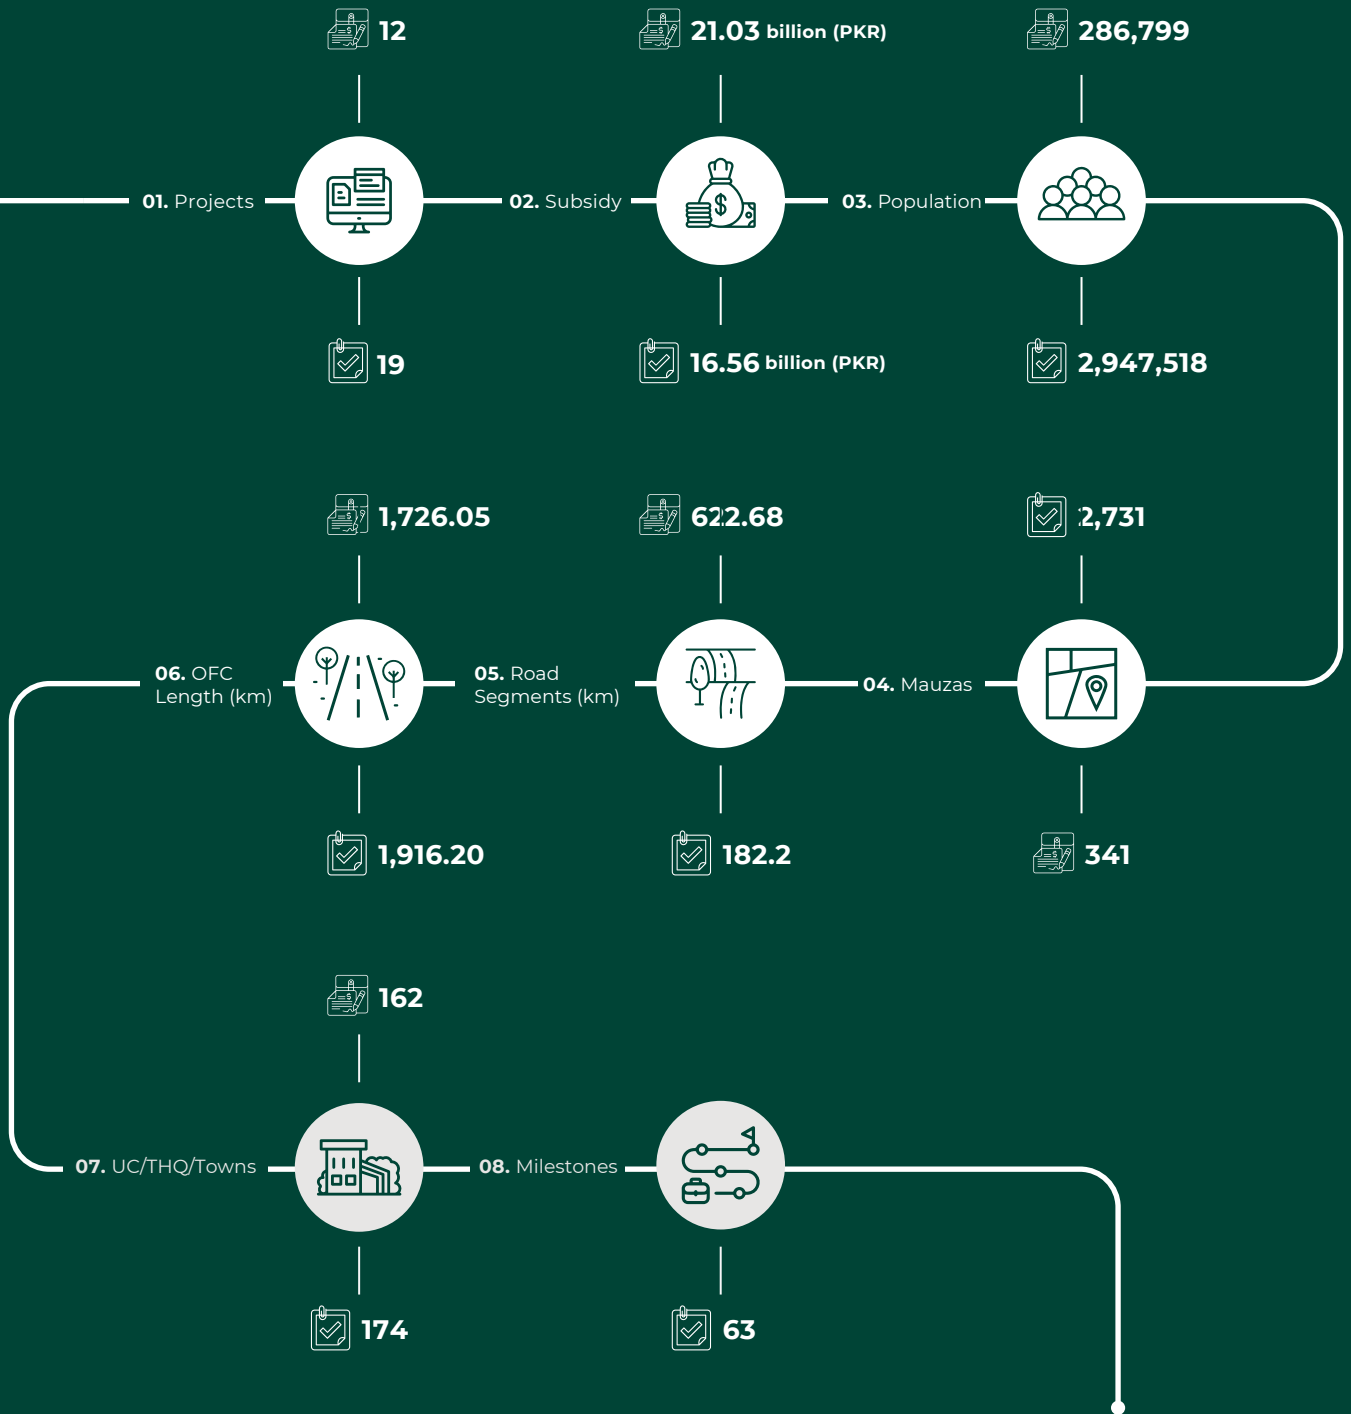 12
21.03 billion (PKR)
286,799
01. Projects
02. Subsidy
03. Population
19
16.56 billion (PKR)
2,947,518
1,726.05
622.68
2,731
06. OFC
Length (km)
05. Road
Segments (km)
04. Mauzas
1,916.20
182.2
341
162
07. UC/THQ/Towns
08. Milestones
174
63